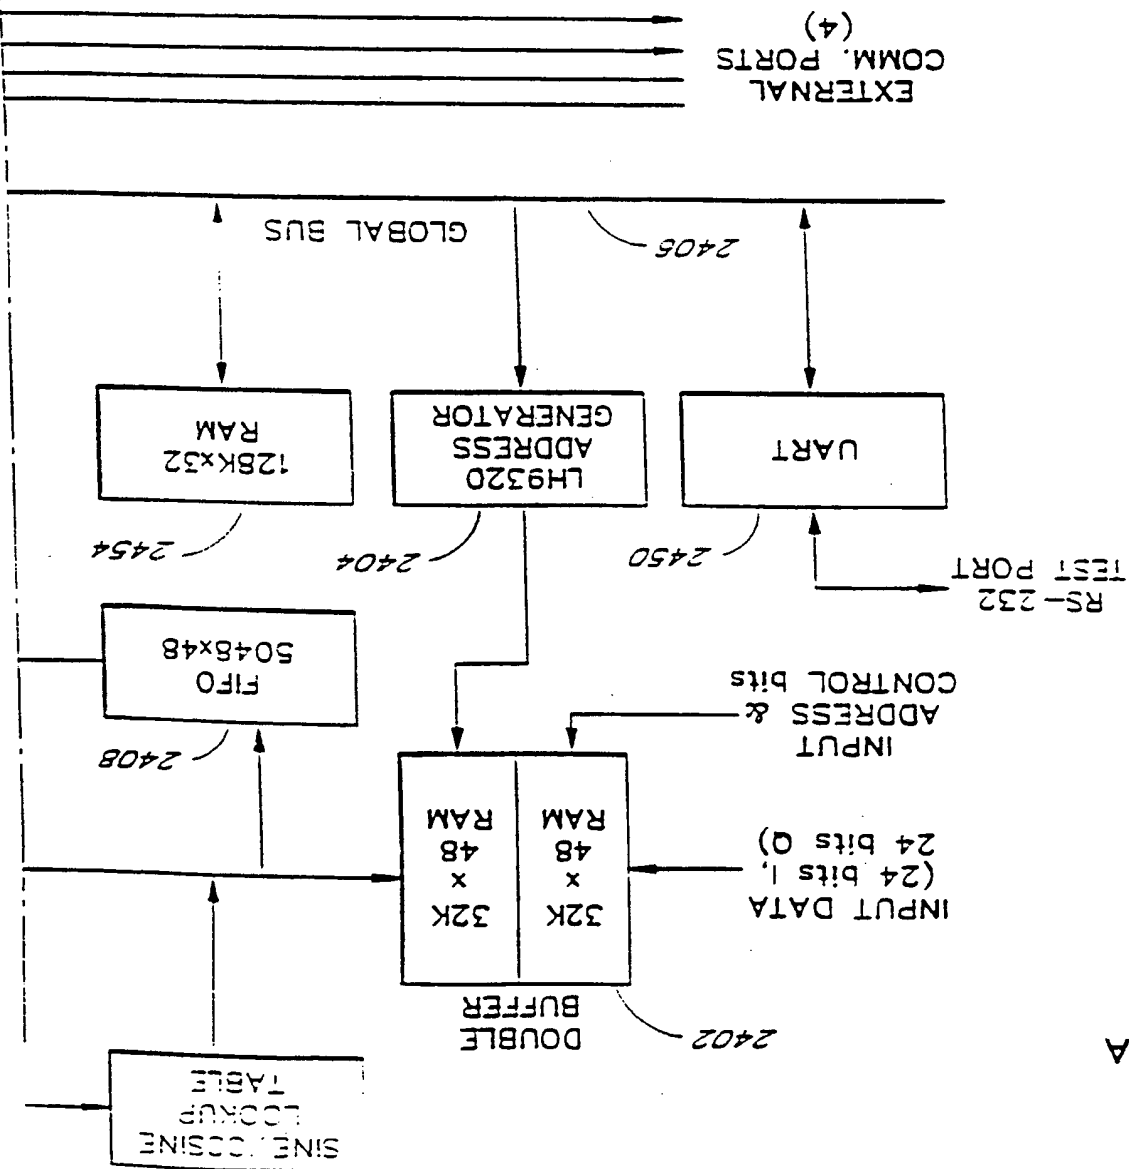 SINE/COSINE
LOOKUP
TABLE
A
2402
DOUBLE
BUFFER
INPUT DATA
(24 bits I,
24 bits Q)
32K
x
48
RAM
32K
x
48
RAM
INPUT
ADDRESS &
CONTROL bits
2408
FIFO
5048x48
RS-232
TEST PORT
2450
2404
2454
UART
LH9320
ADDRESS
GENERATOR
128Kx32
RAM
2406
GLOBAL BUS
EXTERNAL
COMM. PORTS
(4)